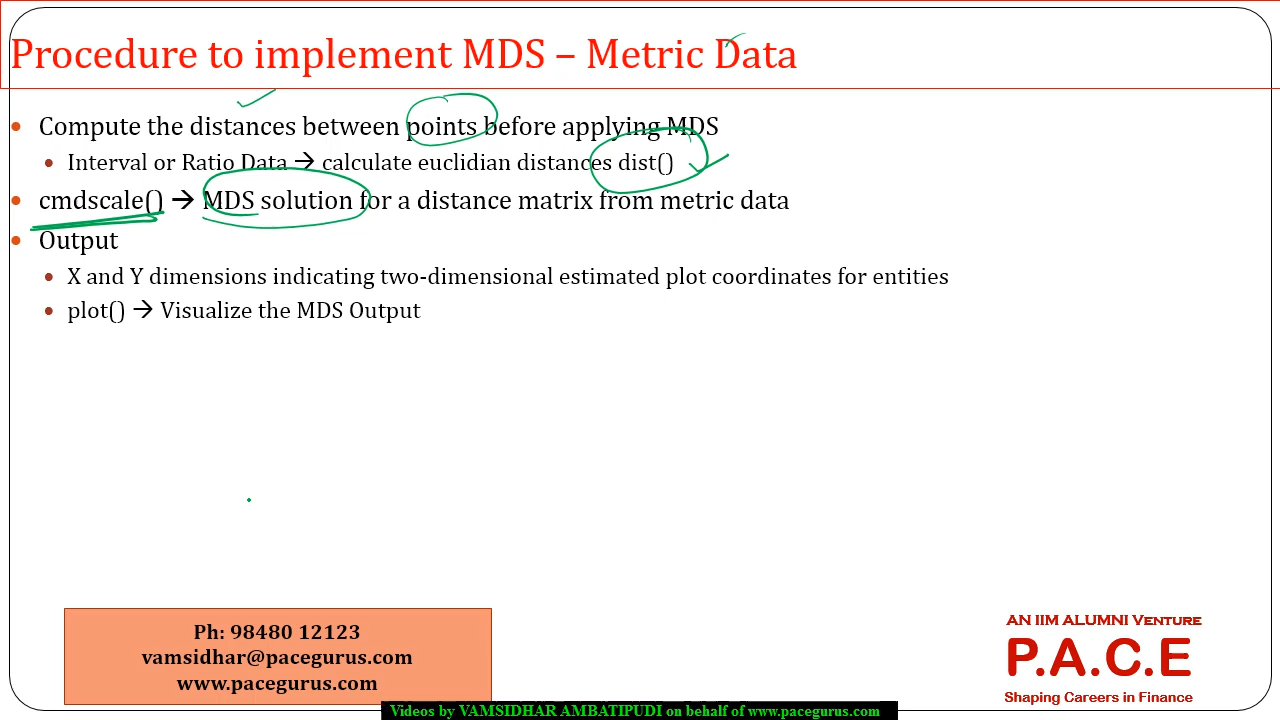 Procedure to implement MDS – Metric Data
• Compute the distances between points before applying MDS
• Interval or Ratio Data → calculate euclidian distances dist()
• cmdscale() → MDS solution for a distance matrix from metric data
• Output
• X and Y dimensions indicating two-dimensional estimated plot coordinates for entities
• plot() → Visualize the MDS Output
Ph: 98480 12123
vamsidhar@pacegurus.com
www.pacegurus.com
AN IIM ALUMNI VENTURE
P.A.C.E
Shaping Careers in Finance
Videos by VAMSIDHAR AMBATIPUDI on behalf of www.pacegurus.com